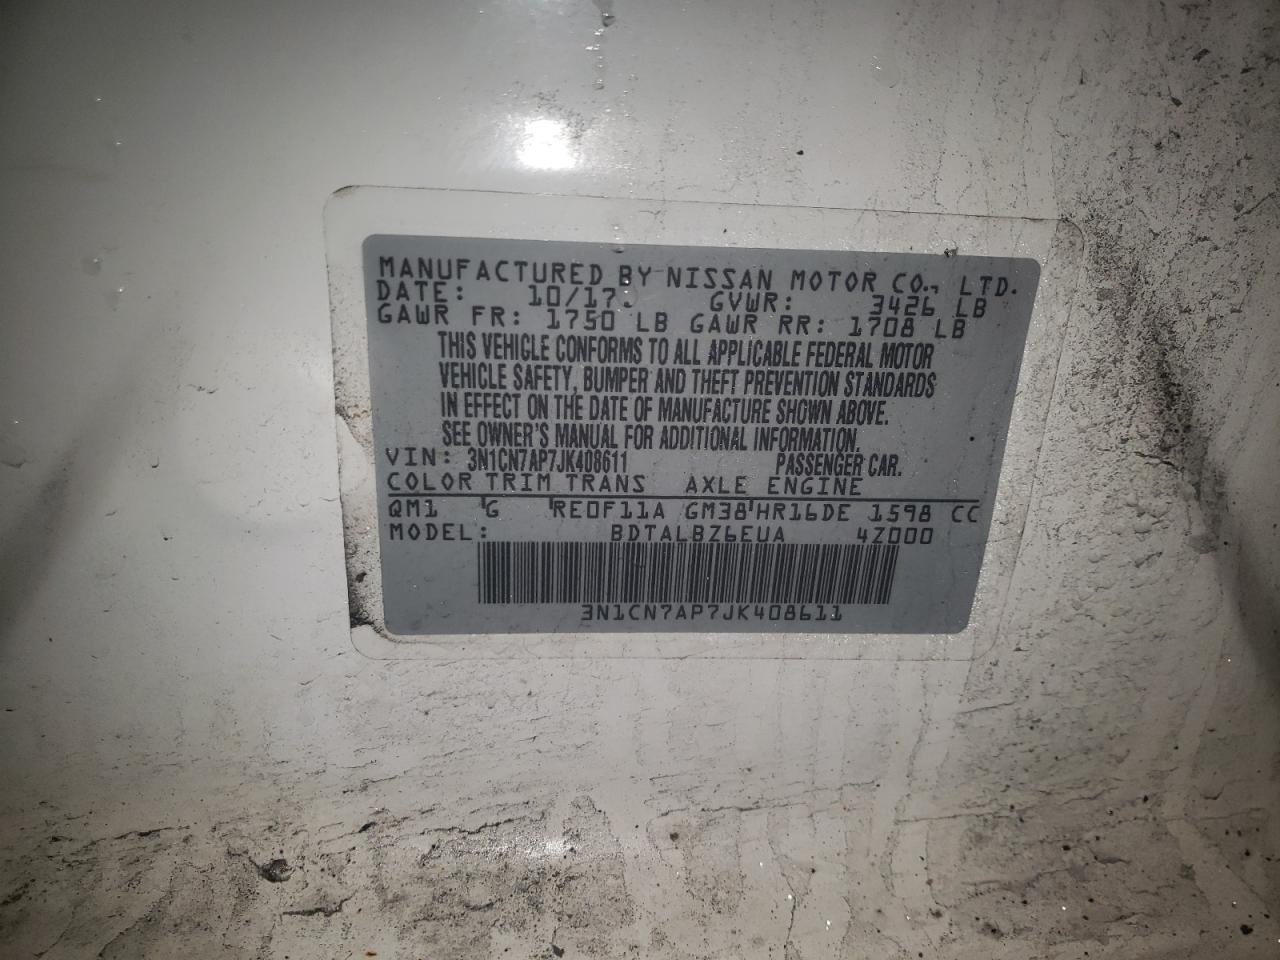 MANUFACTURED BY NISSAN MOTOR CO., LTD.
DATE: 10/17 GVWR: 3426 LB
GAWR FR: 1750 LB GAWR RR: 1708 LB
THIS VEHICLE CONFORMS TO ALL APPLICABLE FEDERAL MOTOR
VEHICLE SAFETY, BUMPER AND THEFT PREVENTION STANDARDS
IN EFFECT ON THE DATE OF MANUFACTURE SHOWN ABOVE.
SEE OWNER'S MANUAL FOR ADDITIONAL INFORMATION.
VIN: 3N1CN7AP7JK408611 PASSENGER CAR.
COLOR TRIM TRANS AXLE ENGINE
QM1 G RE0F11A GM38 HR16DE 1598 CC
MODEL: BDTALBZ6EUA 4Z000
3N1CN7AP7JK408611